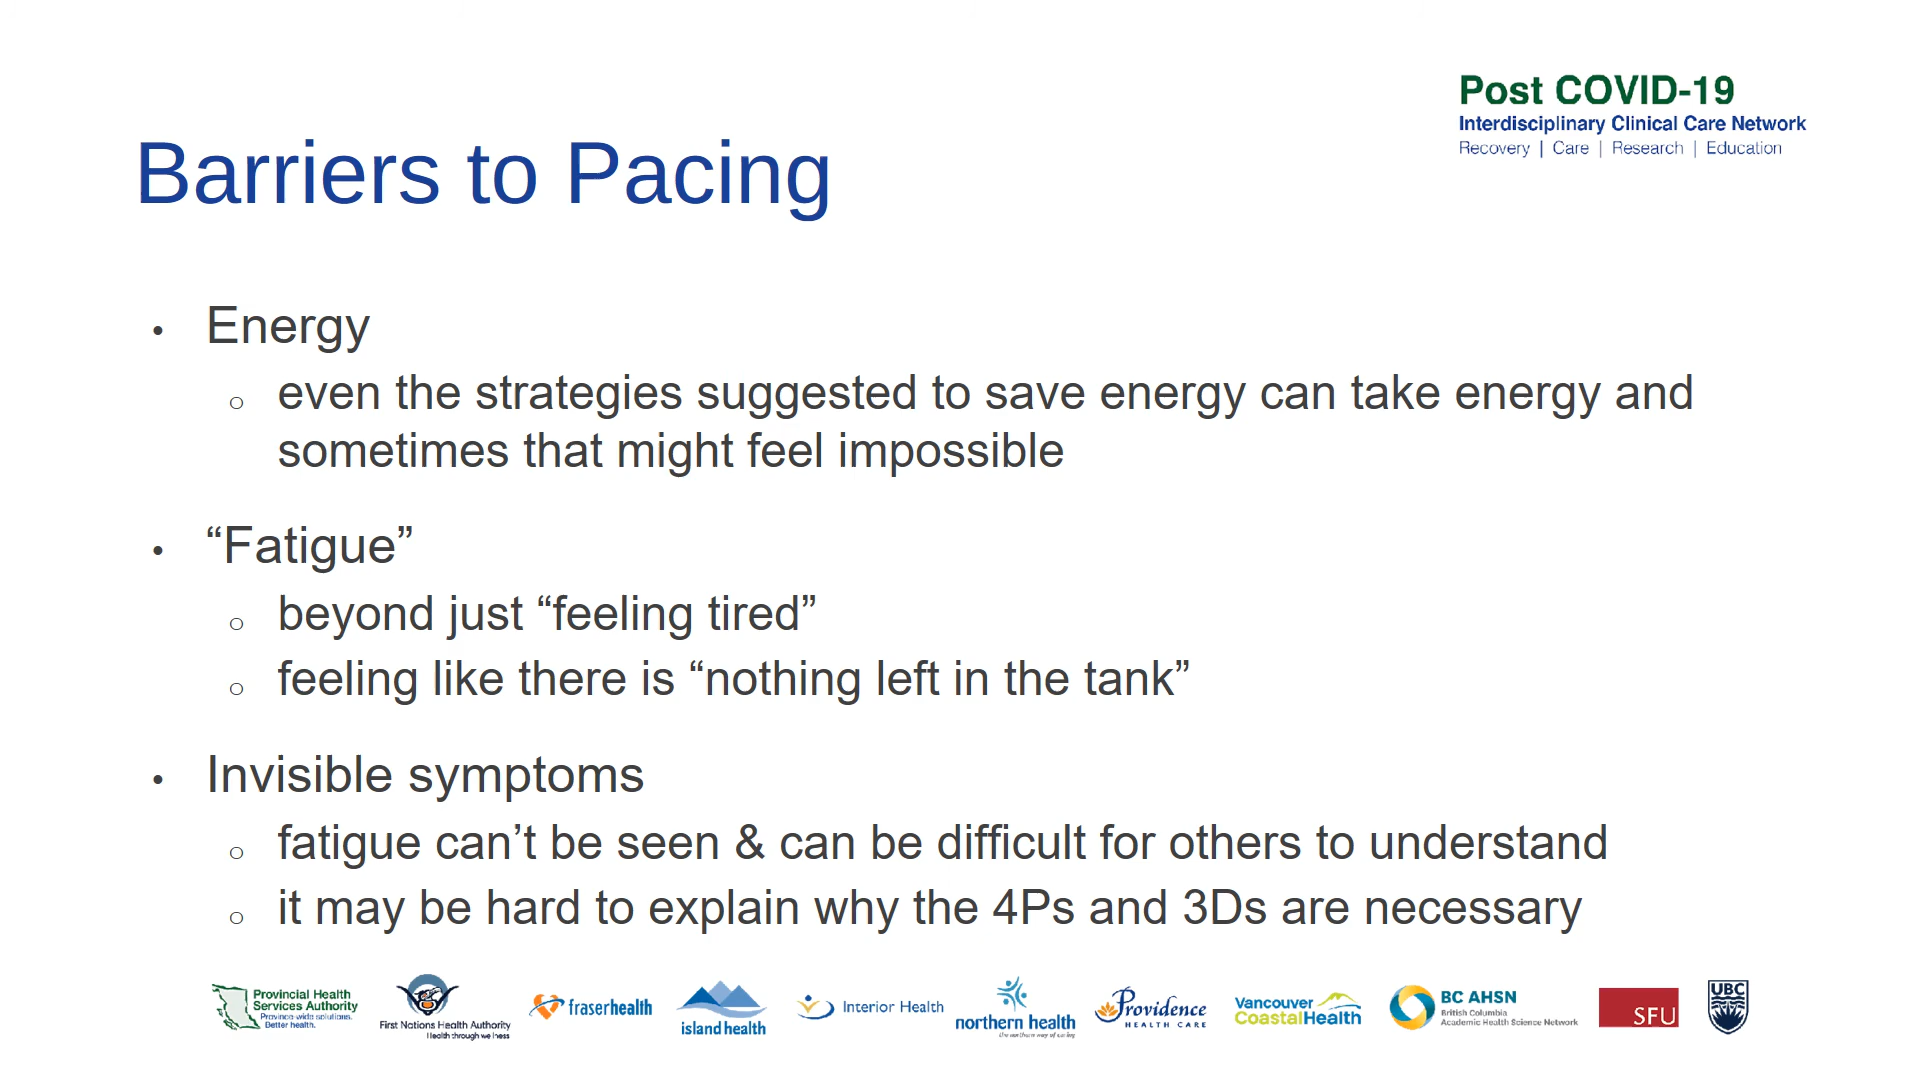 Post COVID-19
Interdisciplinary Clinical Care Network
Recovery | Care | Research | Education
Barriers to Pacing
• Energy
o even the strategies suggested to save energy can take energy and
sometimes that might feel impossible
• “Fatigue”
o beyond just “feeling tired”
o feeling like there is “nothing left in the tank”
• Invisible symptoms
o fatigue can’t be seen & can be difficult for others to understand
o it may be hard to explain why the 4Ps and 3Ds are necessary
Provincial Health
Services Authority
Province-wide solutions.
Better health.
First Nations Health Authority
Health through wellness
fraserhealth
island health
Interior Health
northern health
the northern way of caring
Providence
HEALTH CARE
Vancouver
CoastalHealth
BC AHSN
British Columbia
Academic Health Science Network
SFU
UBC